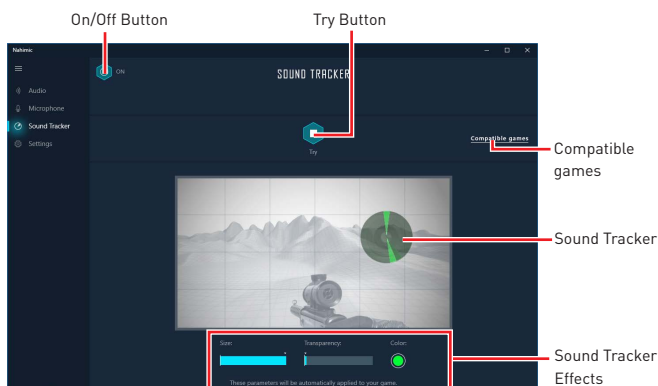 On/Off Button
Try Button
Nahimic
ON
SOUND TRACKER
Audio
Microphone
Sound Tracker
Settings
Try
Compatible games
Compatible
games
Sound Tracker
Size:
Transparency:
Color:
Sound Tracker
Effects
These parameters will be automatically applied to your game.